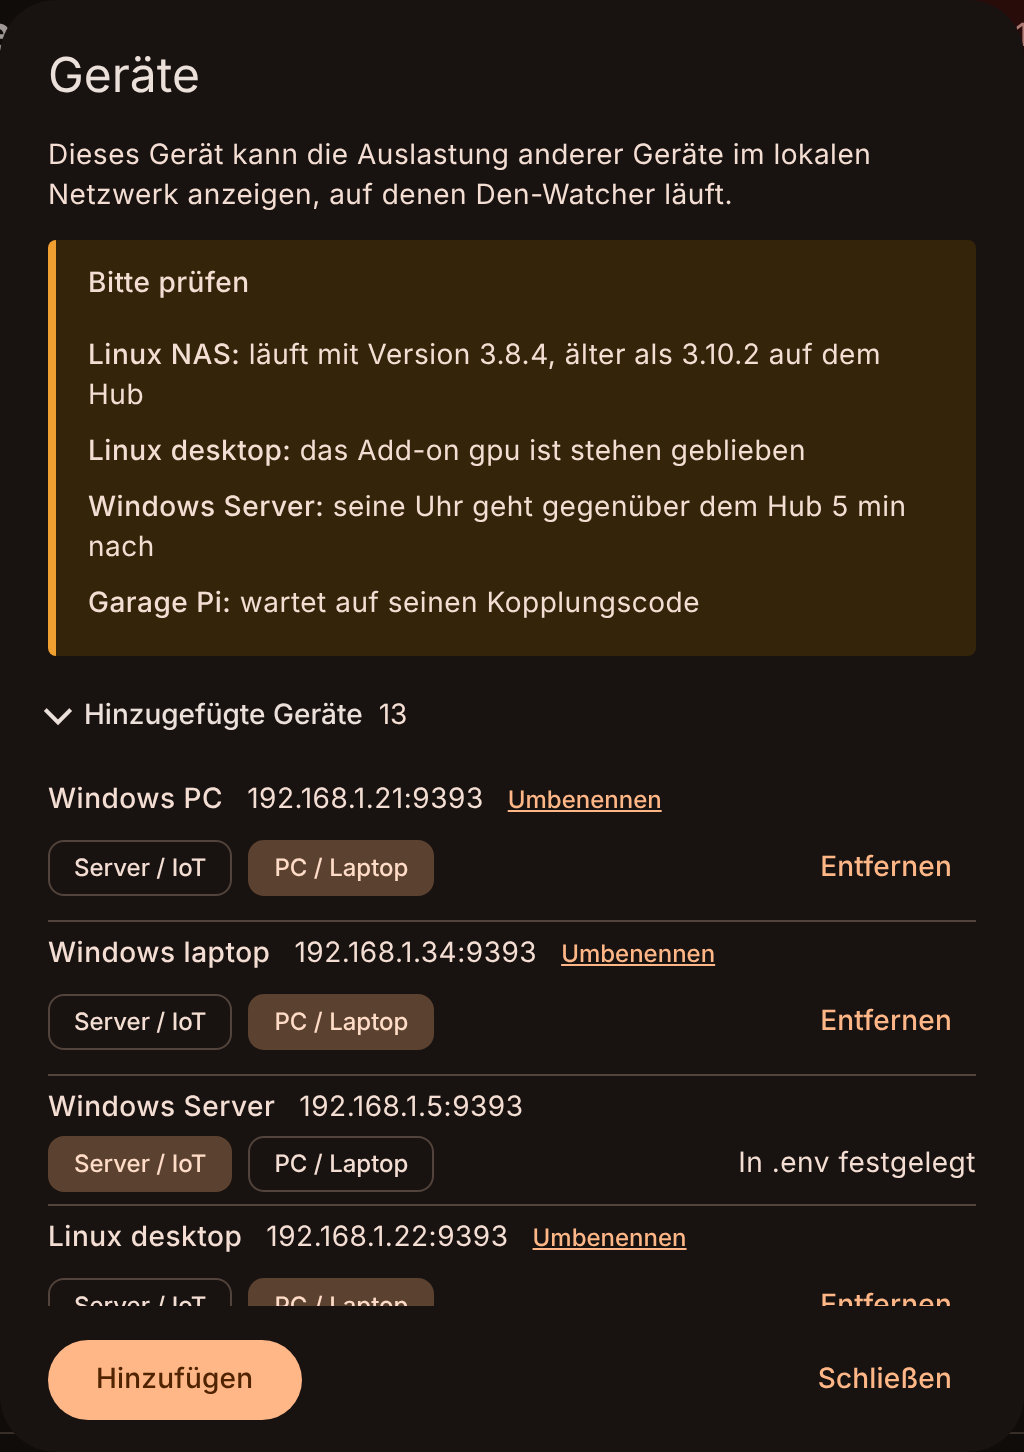 Geräte
Dieses Gerät kann die Auslastung anderer Geräte im lokalen
Netzwerk anzeigen, auf denen Den-Watcher läuft.
Bitte prüfen
Linux NAS: läuft mit Version 3.8.4, älter als 3.10.2 auf dem
Hub
Linux desktop: das Add-on gpu ist stehen geblieben
Windows Server: seine Uhr geht gegenüber dem Hub 5 min
nach
Garage Pi: wartet auf seinen Kopplungscode
Hinzugefügte Geräte 13
Windows PC 192.168.1.21:9393 Umbenennen
Server / IoT PC / Laptop Entfernen
Windows laptop 192.168.1.34:9393 Umbenennen
Server / IoT PC / Laptop Entfernen
Windows Server 192.168.1.5:9393
Server / IoT PC / Laptop In .env festgelegt
Linux desktop 192.168.1.22:9393 Umbenennen
Server / IoT PC / Laptop Entfernen
Hinzufügen Schließen